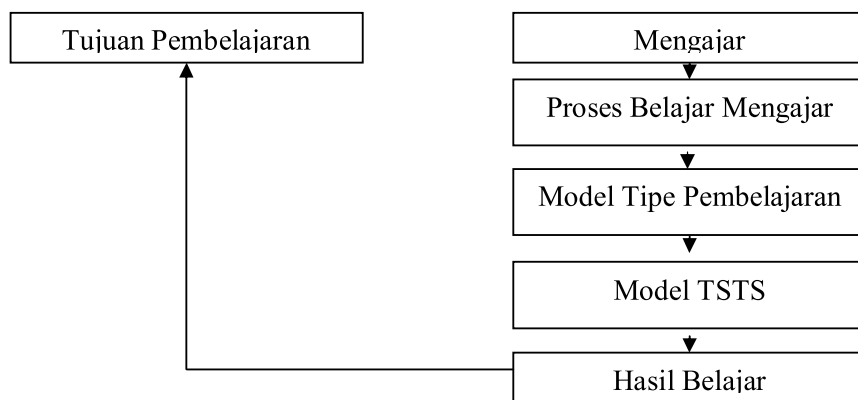 Tujuan Pembelajaran
Mengajar
Proses Belajar Mengajar
Model Tipe Pembelajaran
Model TSTS
Hasil Belajar